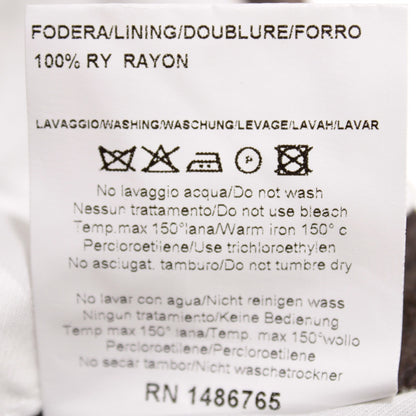 FODERA/LINING/DOUBLURE/FORRO
100% RY RAYON
LAVAGGIO/WASHING/WASCHUNG/LEVAGE/LAVAH/LAVAR
No lavaggio acqua/Do not wash
Nessun trattamento/Do not use bleach
Temp.max 150°lana/Warm iron 150° c
Percloroetilene/Use trichloroethylen
No asciugat. tamburo/Do not tumbre dry
No lavar con agua/Nicht reinigen wass
Ningun tratamiento/Keine Bedienung
Temp max 150° lana/Temp. max 150°wollo
Percloroetilene/Percloroetilene
No secar tambor/Nicht waschetrockner
RN 1486765